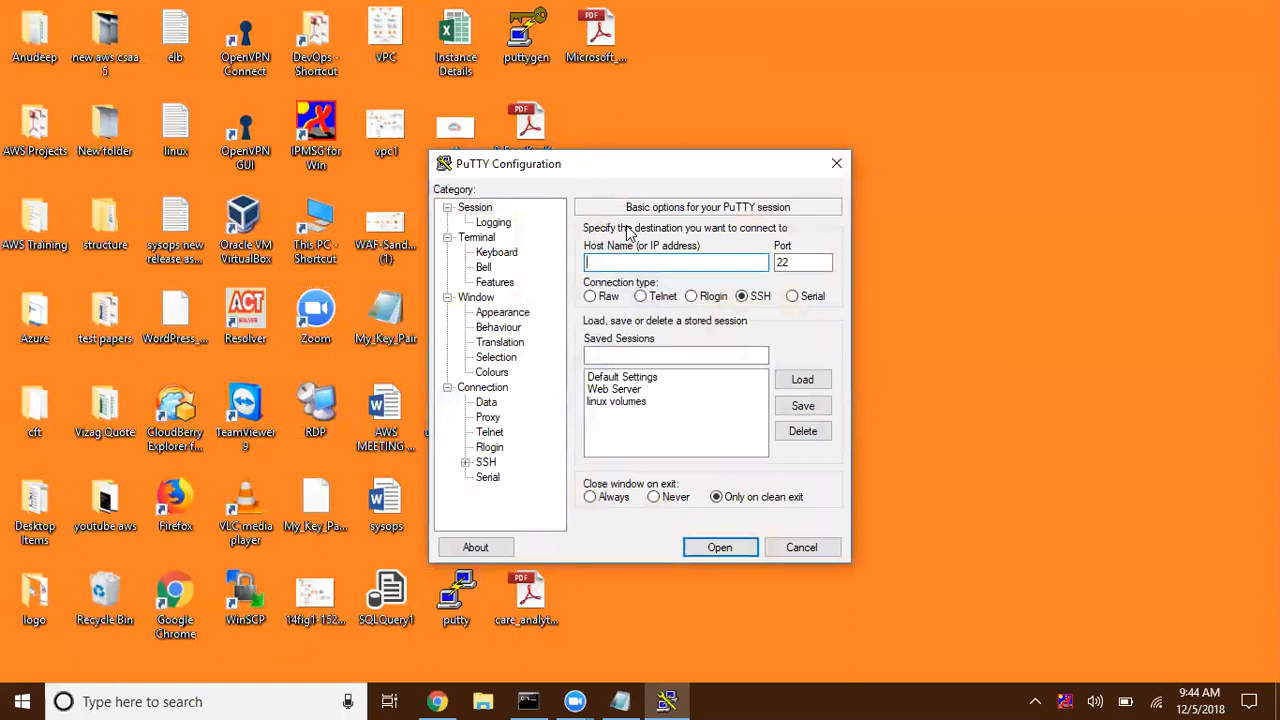 Anudeep
new aws csaa
5
elb
OpenVPN
Connect
DevOps -
Shortcut
VPC
Instance
Details
puttygen
PDF
Microsoft_...
AWS Projects
New folder
linux
OpenVPN
GUI
IPMSG for
Win
vpc1
PDF
AWS Training
structure
sysops new
release as...
Oracle VM
VirtualBox
This PC -
Shortcut
WAF-Sand...
(1)
Azure
test papers
WordPress_...
ACT
Resolver
Zoom
My_Key_Pair
cft
Vizag Quote
CloudBerry
Explorer f...
TeamViewer
9
RDP
AWS
MEETING ...
Desktop
Items
youtube aws
Firefox
VLC media
player
My_Key_Pa...
sysops
logo
Recycle Bin
Google
Chrome
WinSCP
14fig1-152...
SQLQuery1
putty
PDF
care_analyt...
PuTTY Configuration
Category:
Session
Logging
Terminal
Keyboard
Bell
Features
Window
Appearance
Behaviour
Translation
Selection
Colours
Connection
Data
Proxy
Telnet
Rlogin
SSH
Serial
Basic options for your PuTTY session
Specify the destination you want to connect to
Host Name (or IP address)
Port
22
Connection type:
Raw
Telnet
Rlogin
SSH
Serial
Load, save or delete a stored session
Saved Sessions
Default Settings
Web Server
linux volumes
Load
Save
Delete
Close window on exit:
Always
Never
Only on clean exit
About
Open
Cancel
Type here to search
9:44 AM
12/5/2018